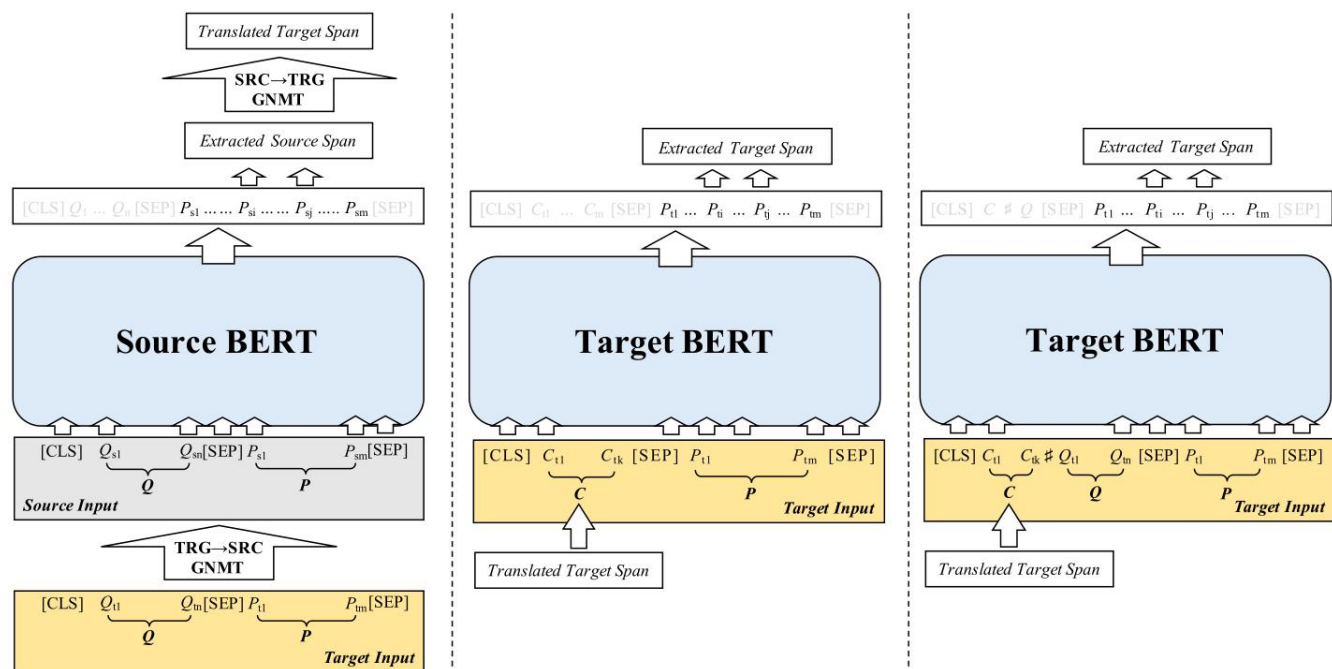 Translated Target Span
SRC→TRG
GNMT
Extracted Source Span
[CLS] Q1 ... Qn [SEP] Ps1 ... ... Psi ... ... Psj ..... Psm [SEP]
Source BERT
[CLS] Qs1 Qsn [SEP] Ps1 Psm [SEP]
Q P
Source Input
TRG→SRC
GNMT
[CLS] Qt1 Qtn [SEP] Pt1 Ptm [SEP]
Q P
Target Input
Extracted Target Span
[CLS] Ct1 ... Ctn [SEP] Pt1 ... Pti ... Ptj ... Ptm [SEP]
Target BERT
[CLS] Ct1 Ctk [SEP] Pt1 Ptm [SEP]
C P
Target Input
Translated Target Span
Extracted Target Span
[CLS] C ♯ Q [SEP] Pt1 ... Pti ... Ptj ... Ptm [SEP]
Target BERT
[CLS] Ct1 Ctk ♯ Qt1 Qtn [SEP] Pt1 Ptm [SEP]
C Q P
Target Input
Translated Target Span